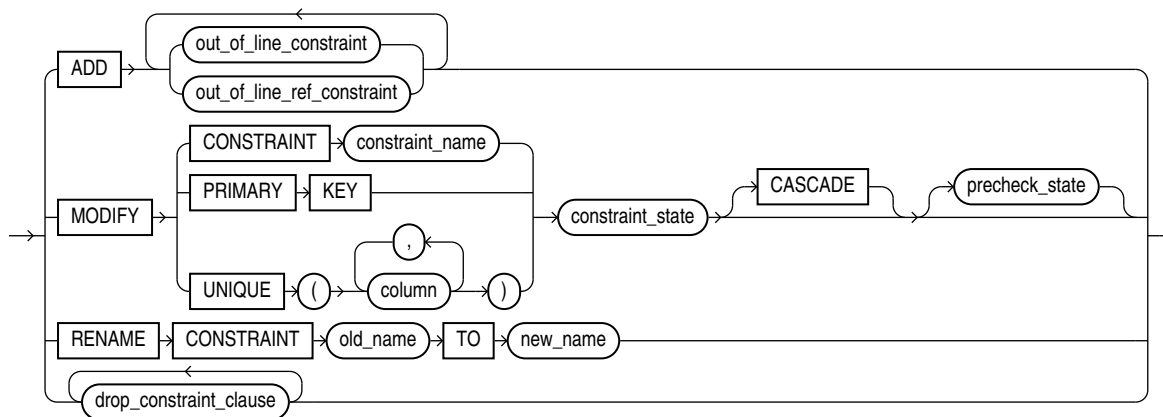 out_of_line_constraint
ADD
out_of_line_ref_constraint
CONSTRAINT constraint_name
CASCADE precheck_state
PRIMARY KEY
MODIFY constraint_state
,
UNIQUE ( column )
RENAME CONSTRAINT old_name TO new_name
drop_constraint_clause